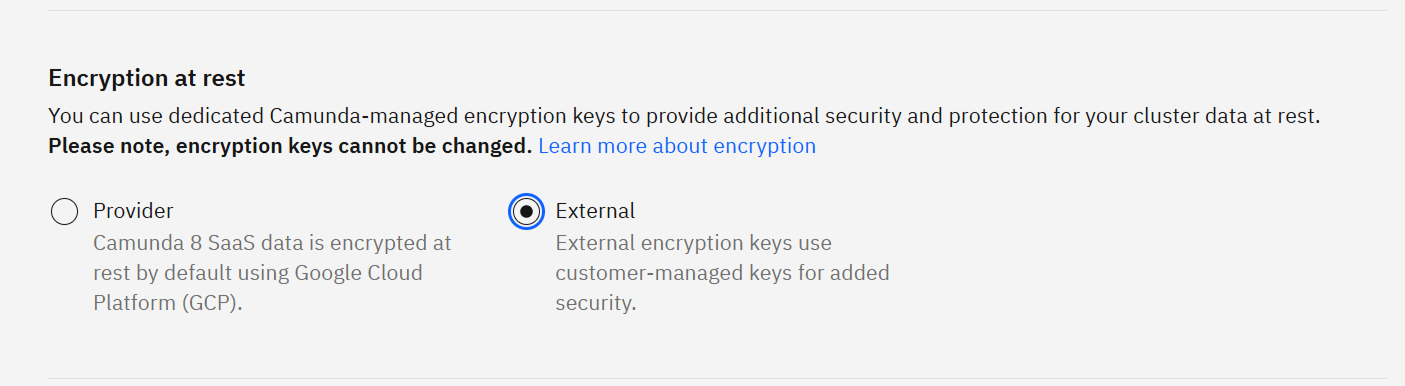 Encryption at rest
You can use dedicated Camunda-managed encryption keys to provide additional security and protection for your cluster data at rest.
Please note, encryption keys cannot be changed. Learn more about encryption
Provider
Camunda 8 SaaS data is encrypted at
rest by default using Google Cloud
Platform (GCP).
External
External encryption keys use
customer-managed keys for added
security.